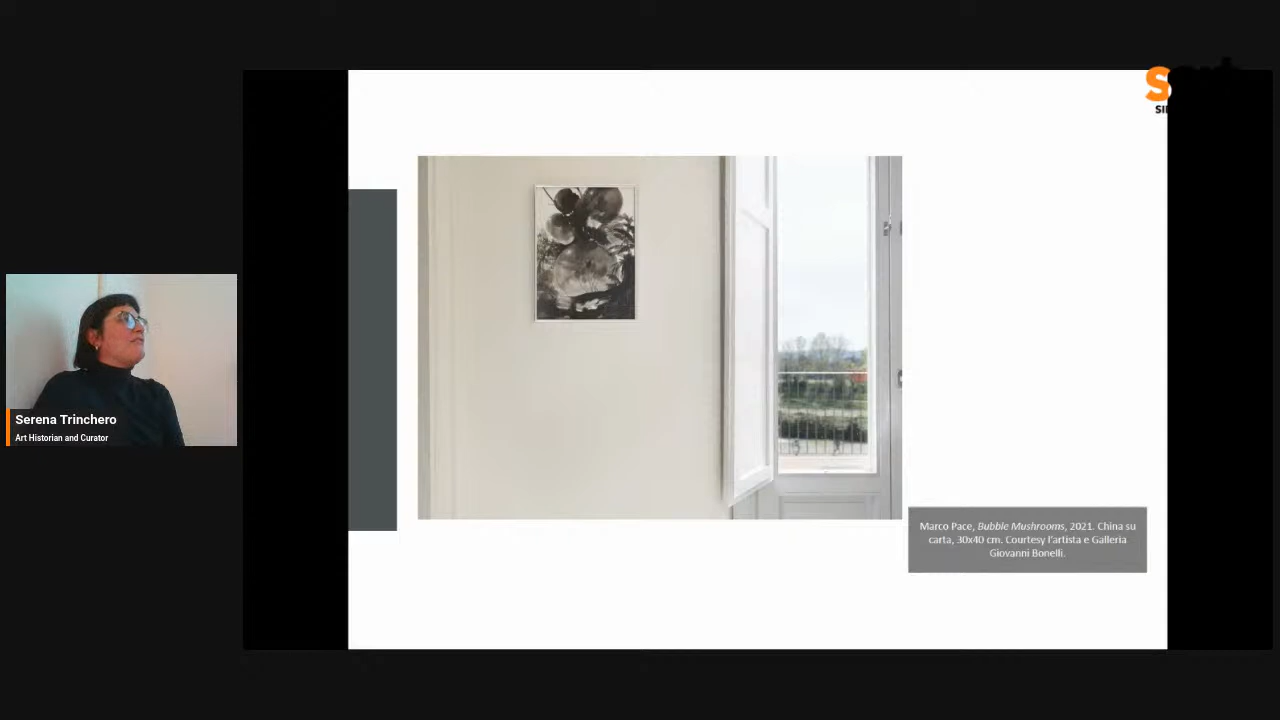 Serena Trinchero
Art Historian and Curator
Marco Pace, Bubble Mushrooms, 2021. China su
carta, 30x40 cm. Courtesy l'artista e Galleria
Giovanni Bonelli.